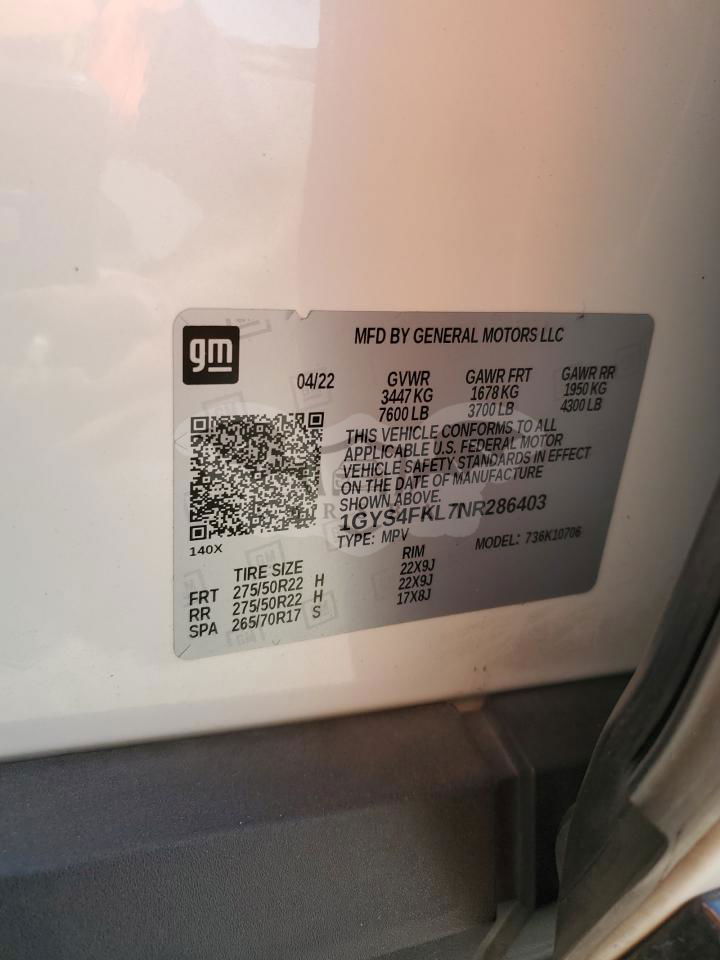 gm
MFD BY GENERAL MOTORS LLC
04/22 GVWR GAWR FRT GAWR RR
3447 KG 1678 KG 1950 KG
7600 LB 3700 LB 4300 LB
THIS VEHICLE CONFORMS TO ALL
APPLICABLE U.S. FEDERAL MOTOR
VEHICLE SAFETY STANDARDS IN EFFECT
ON THE DATE OF MANUFACTURE
SHOWN ABOVE.
1GYS4FKL7NR286403
TYPE: MPV MODEL: 736K10706
140X
TIRE SIZE RIM
FRT 275/50R22 H 22X9J
RR 275/50R22 H 22X9J
SPA 265/70R17 S 17X8J